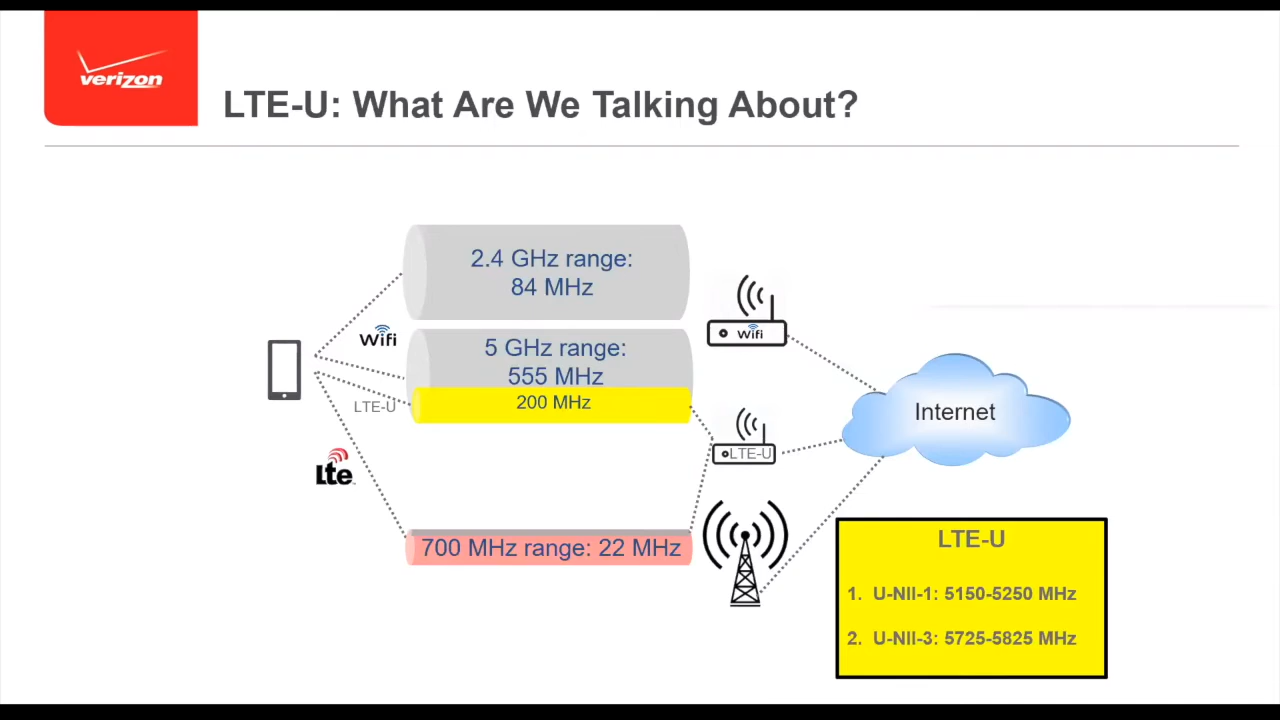 verizon
LTE-U: What Are We Talking About?
2.4 GHz range:
84 MHz
Wifi
5 GHz range:
555 MHz
200 MHz
LTE-U
Wifi
Internet
LTE-U
Lte
700 MHz range: 22 MHz
LTE-U
1. U-NII-1: 5150-5250 MHz
2. U-NII-3: 5725-5825 MHz